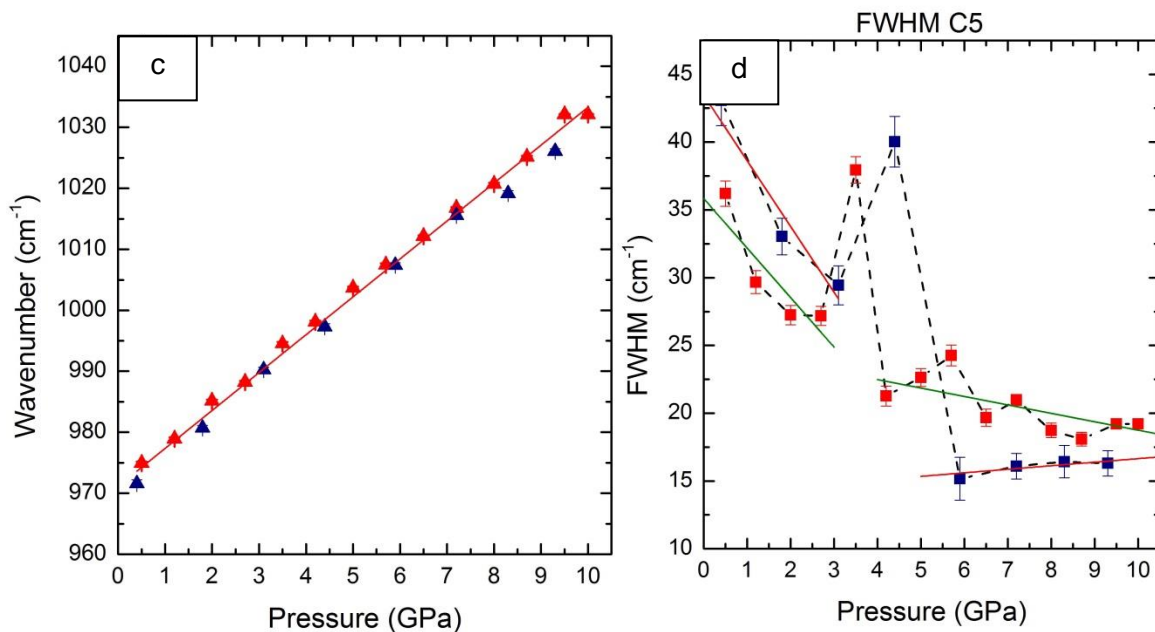 c
Wavenumber (cm⁻¹)
1040
1030
1020
1010
1000
990
980
970
960
0 1 2 3 4 5 6 7 8 9 10
Pressure (GPa)
FWHM C5
d
FWHM (cm⁻¹)
45
40
35
30
25
20
15
10
0 1 2 3 4 5 6 7 8 9 10
Pressure (GPa)